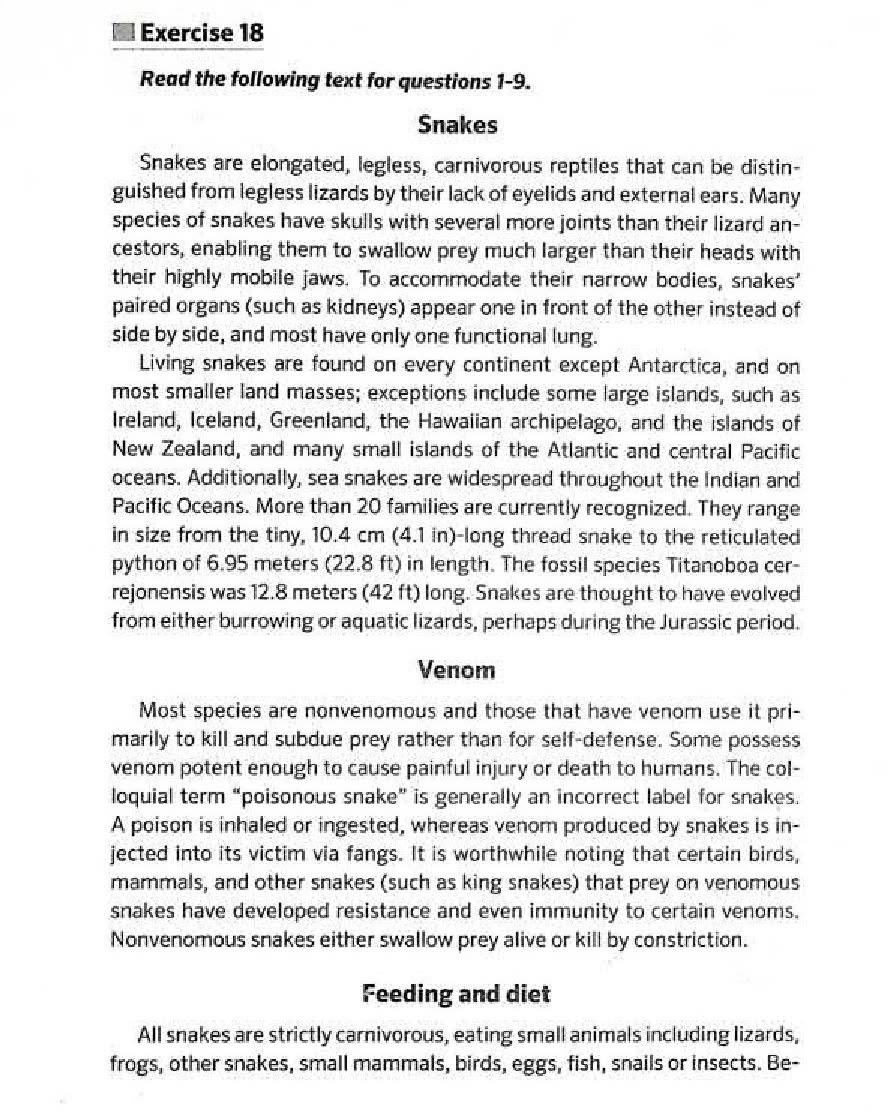 Exercise 18
Read the following text for questions 1-9.
Snakes
Snakes are elongated, legless, carnivorous reptiles that can be distin-
guished from legless lizards by their lack of eyelids and external ears. Many
species of snakes have skulls with several more joints than their lizard an-
cestors, enabling them to swallow prey much larger than their heads with
their highly mobile jaws. To accommodate their narrow bodies, snakes'
paired organs (such as kidneys) appear one in front of the other instead of
side by side, and most have only one functional lung.
Living snakes are found on every continent except Antarctica, and on
most smaller land masses; exceptions include some large islands, such as
Ireland, Iceland, Greenland, the Hawaiian archipelago, and the islands of
New Zealand, and many small islands of the Atlantic and central Pacific
oceans. Additionally, sea snakes are widespread throughout the Indian and
Pacific Oceans. More than 20 families are currently recognized. They range
in size from the tiny, 10.4 cm (4.1 in)-long thread snake to the reticulated
python of 6.95 meters (22.8 ft) in length. The fossil species Titanoboa cer-
rejonensis was 12.8 meters (42 ft) long. Snakes are thought to have evolved
from either burrowing or aquatic lizards, perhaps during the Jurassic period.
Venom
Most species are nonvenomous and those that have venom use it pri-
marily to kill and subdue prey rather than for self-defense. Some possess
venom potent enough to cause painful injury or death to humans. The col-
loquial term "poisonous snake" is generally an incorrect label for snakes.
A poison is inhaled or ingested, whereas venom produced by snakes is in-
jected into its victim via fangs. It is worthwhile noting that certain birds,
mammals, and other snakes (such as king snakes) that prey on venomous
snakes have developed resistance and even immunity to certain venoms.
Nonvenomous snakes either swallow prey alive or kill by constriction.
Feeding and diet
All snakes are strictly carnivorous, eating small animals including lizards,
frogs, other snakes, small mammals, birds, eggs, fish, snails or insects. Be-